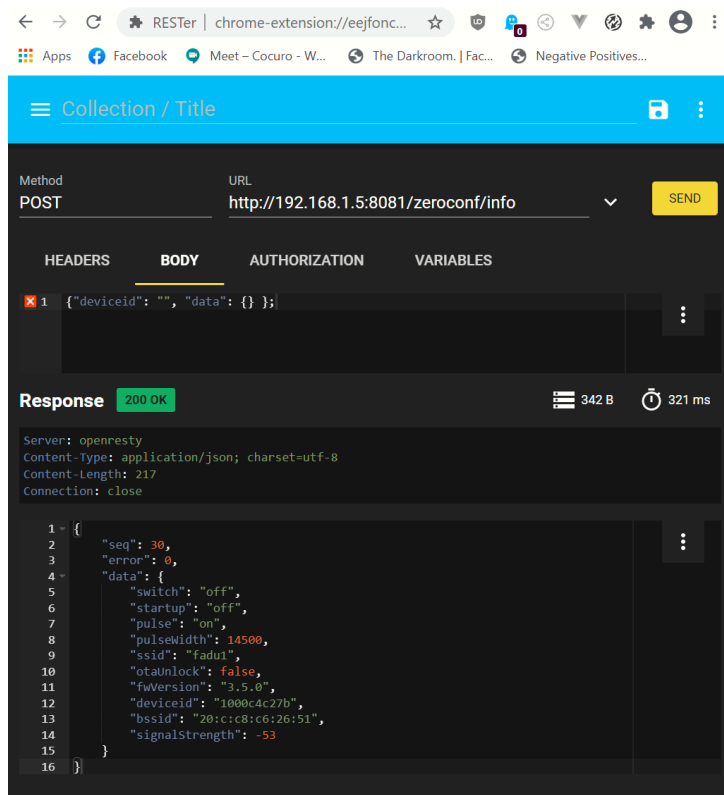 RESTer | chrome-extension://eejfonc...
0
Apps Facebook Meet – Cocuro - W... The Darkroom. | Fac... Negative Positives...
Collection / Title
Method URL
POST http://192.168.1.5:8081/zeroconf/info SEND
HEADERS BODY AUTHORIZATION VARIABLES
1 {"deviceid": "", "data": {} };
Response 200 OK 342 B 321 ms
Server: openresty
Content-Type: application/json; charset=utf-8
Content-Length: 217
Connection: close
1 {
2 "seq": 30,
3 "error": 0,
4 "data": {
5 "switch": "off",
6 "startup": "off",
7 "pulse": "on",
8 "pulseWidth": 14500,
9 "ssid": "fadu1",
10 "otaUnlock": false,
11 "fwVersion": "3.5.0",
12 "deviceid": "1000c4c27b",
13 "bssid": "20:c:c8:c6:26:51",
14 "signalStrength": -53
15 }
16 }